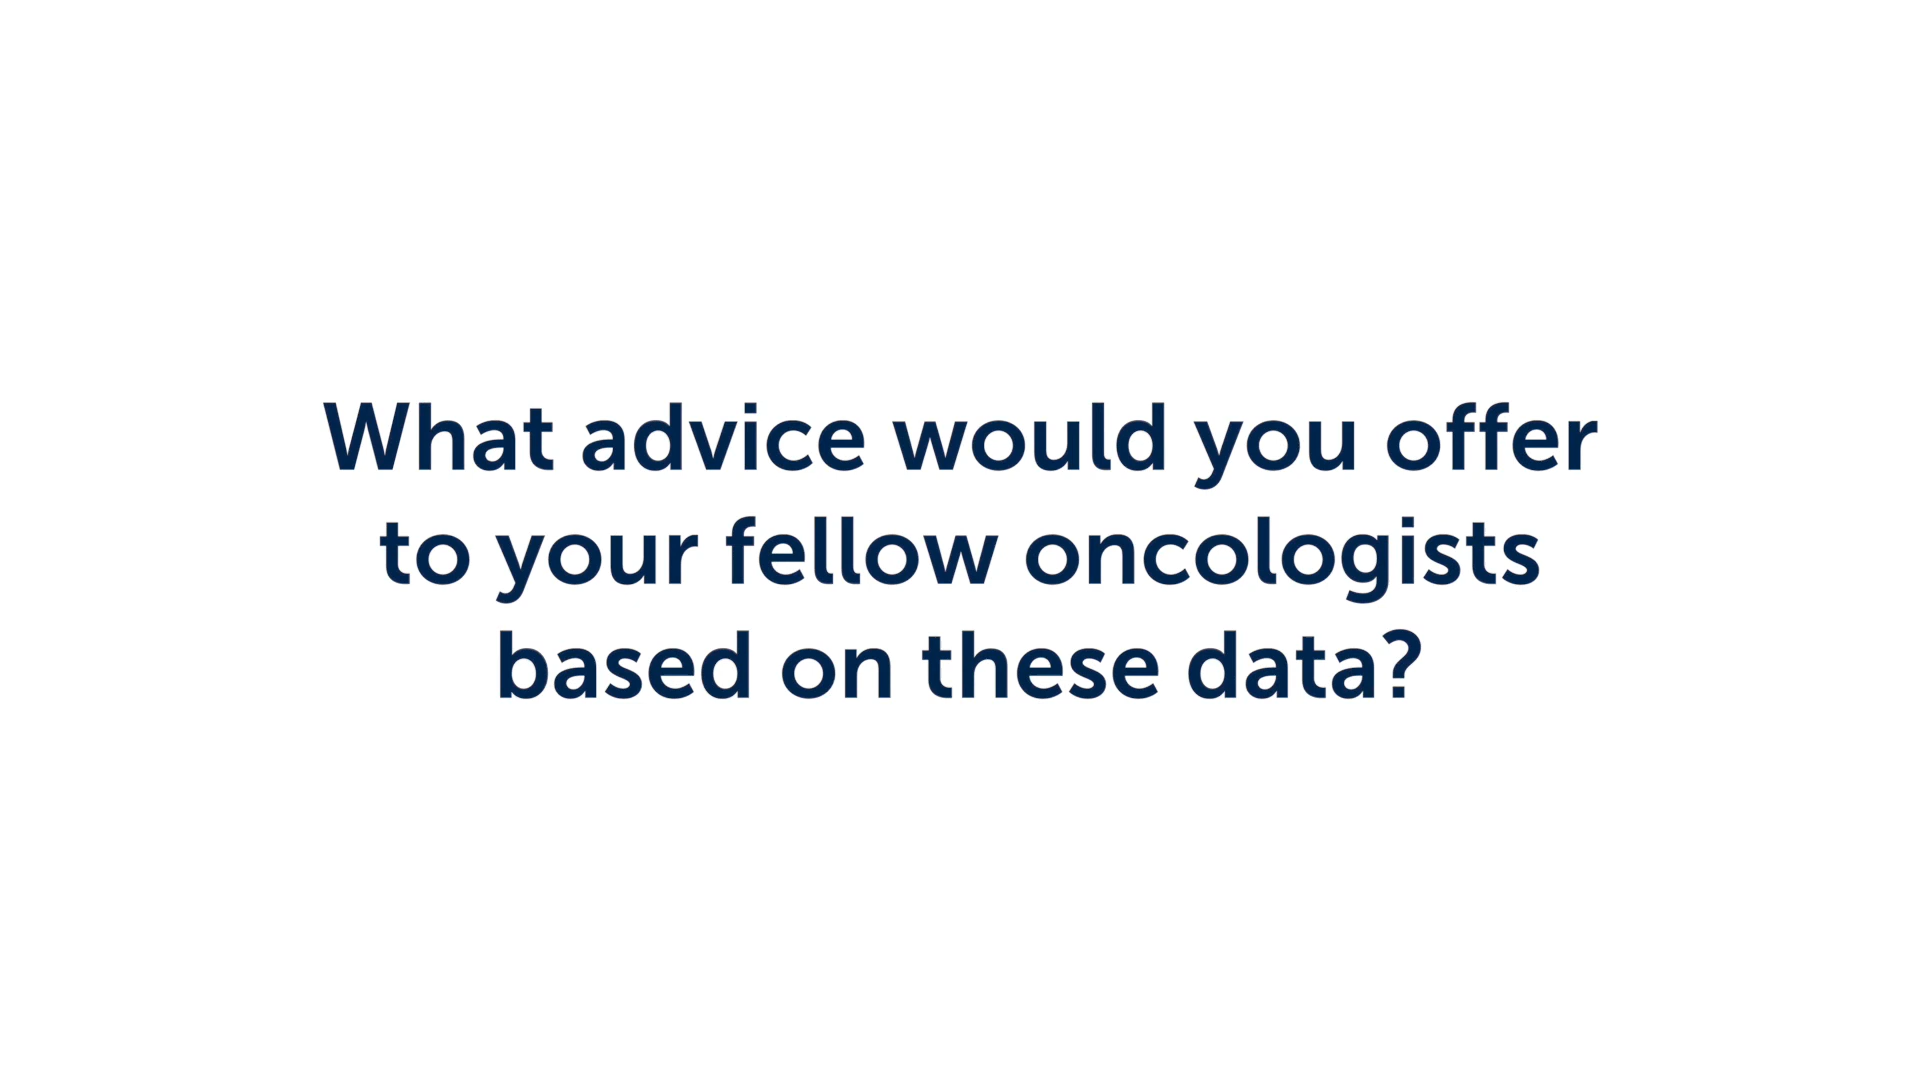 What advice would you offer
to your fellow oncologists
based on these data?